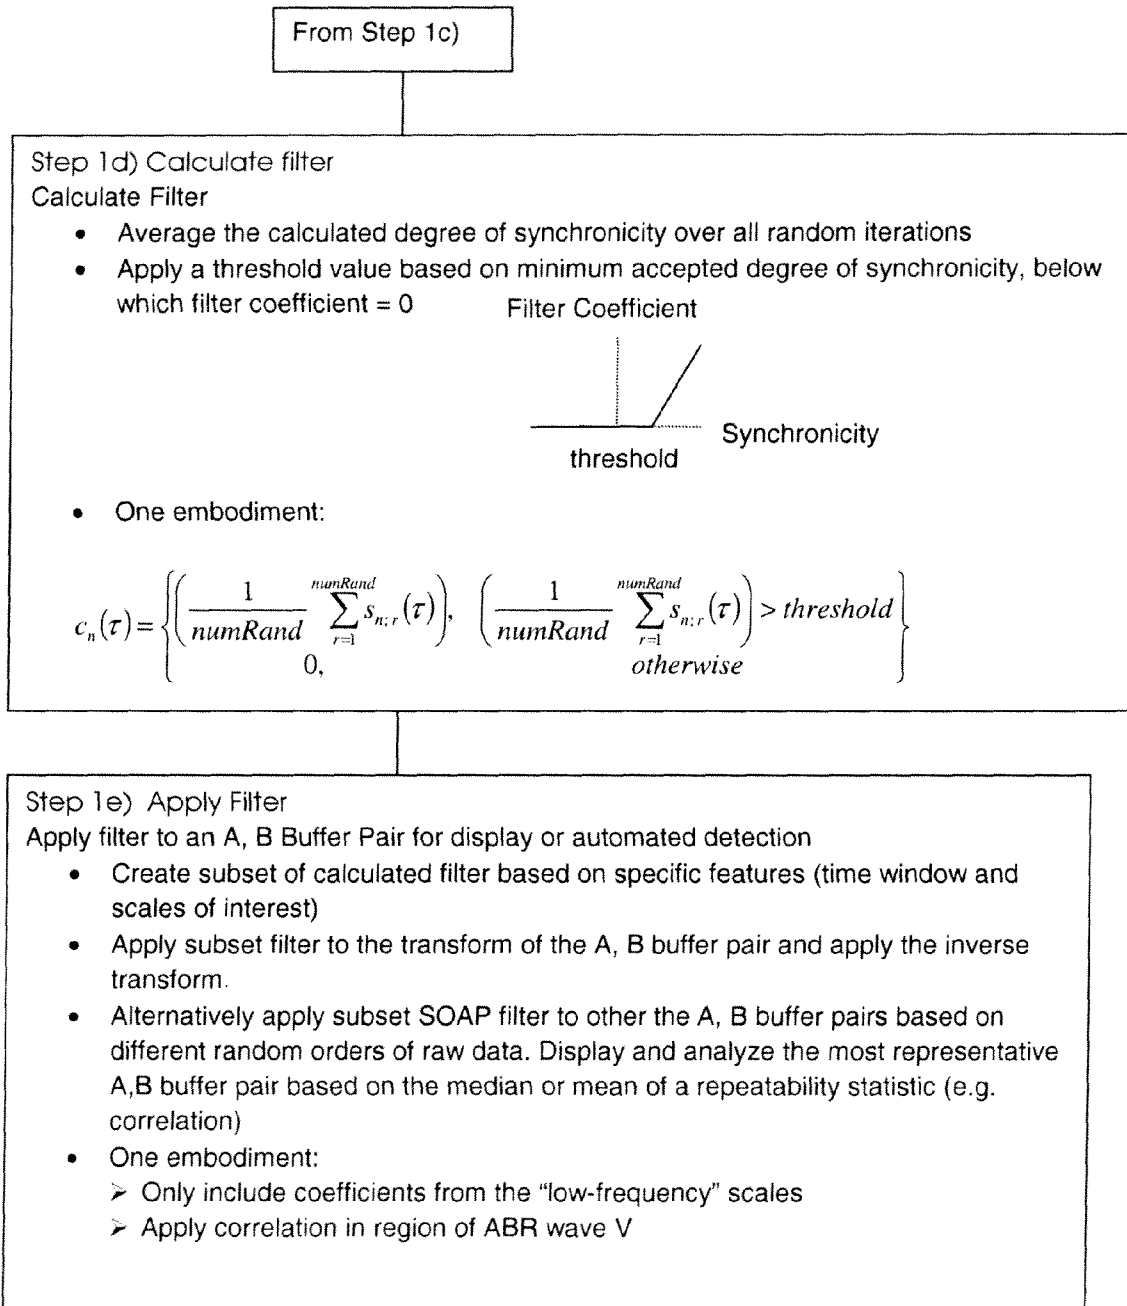 From Step 1c)
Step 1d) Calculate filter
Calculate Filter
• Average the calculated degree of synchronicity over all random iterations
• Apply a threshold value based on minimum accepted degree of synchronicity, below
which filter coefficient = 0
Filter Coefficient
Synchronicity
threshold
• One embodiment:
c_n(τ) = { ( 1/numRand ∑_{r=1}^{numRand} s_{n;r}(τ) ), ( 1/numRand ∑_{r=1}^{numRand} s_{n;r}(τ) ) > threshold }
0, otherwise
Step 1e) Apply Filter
Apply filter to an A, B Buffer Pair for display or automated detection
• Create subset of calculated filter based on specific features (time window and
scales of interest)
• Apply subset filter to the transform of the A, B buffer pair and apply the inverse
transform.
• Alternatively apply subset SOAP filter to other the A, B buffer pairs based on
different random orders of raw data. Display and analyze the most representative
A,B buffer pair based on the median or mean of a repeatability statistic (e.g.
correlation)
• One embodiment:
➢ Only include coefficients from the “low-frequency” scales
➢ Apply correlation in region of ABR wave V